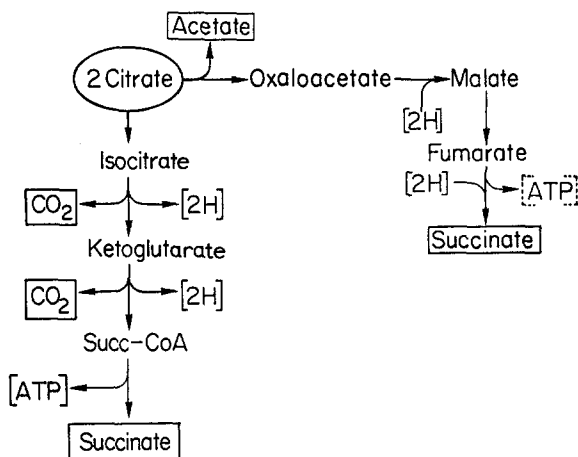 Acetate
2 Citrate
Oxaloacetate
Malate
[2H]
Isocitrate
Fumarate
CO2
[2H]
[2H]
[ATP]
Ketoglutarate
Succinate
CO2
[2H]
Succ-CoA
[ATP]
Succinate